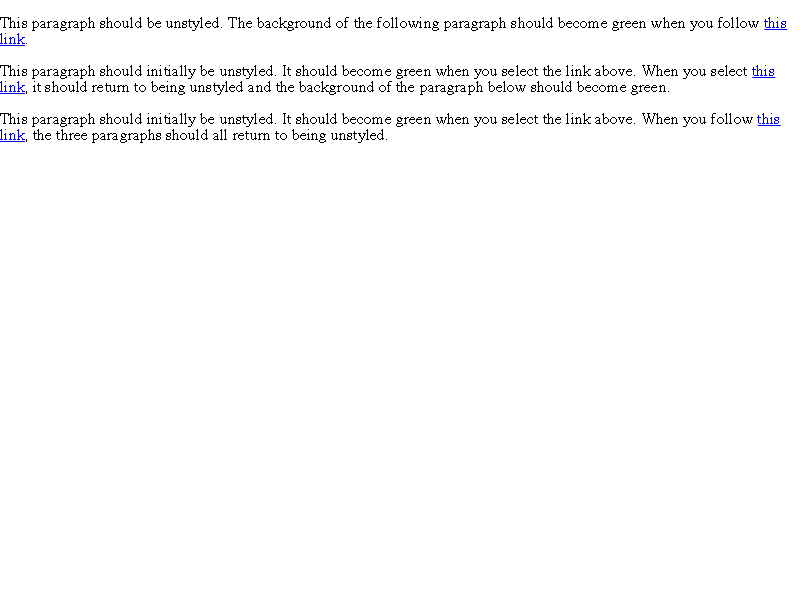 This paragraph should be unstyled. The background of the following paragraph should become green when you follow this
link.
This paragraph should initially be unstyled. It should become green when you select the link above. When you select this
link, it should return to being unstyled and the background of the paragraph below should become green.
This paragraph should initially be unstyled. It should become green when you select the link above. When you follow this
link, the three paragraphs should all return to being unstyled.